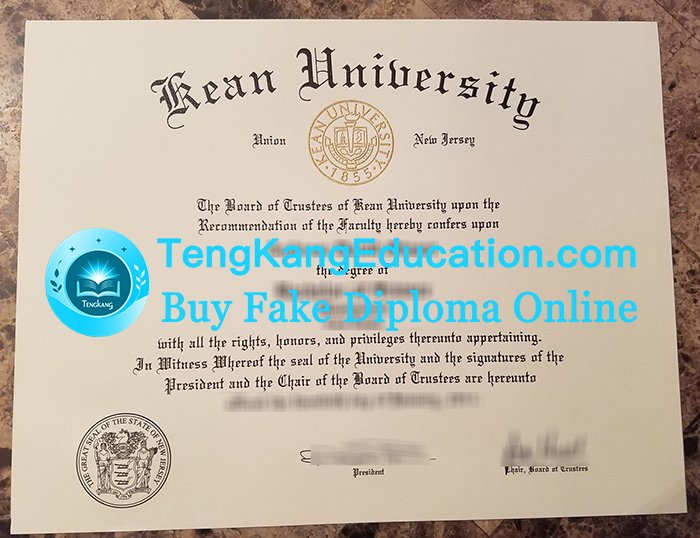 Kean University
Union
New Jersey
KEAN UNIVERSITY
1855
The Board of Trustees of Kean University upon the
Recommendation of the Faculty hereby confers upon
TengKangEducation.com
the degree of
TENGKANG
Buy Fake Diploma Online
with all the rights, honors, and privileges thereunto appertaining.
In Witness Whereof the seal of the University and the signatures of the
President and the Chair of the Board of Trustees are hereunto
THE GREAT SEAL OF THE STATE OF NEW JERSEY
President
Chair, Board of Trustees